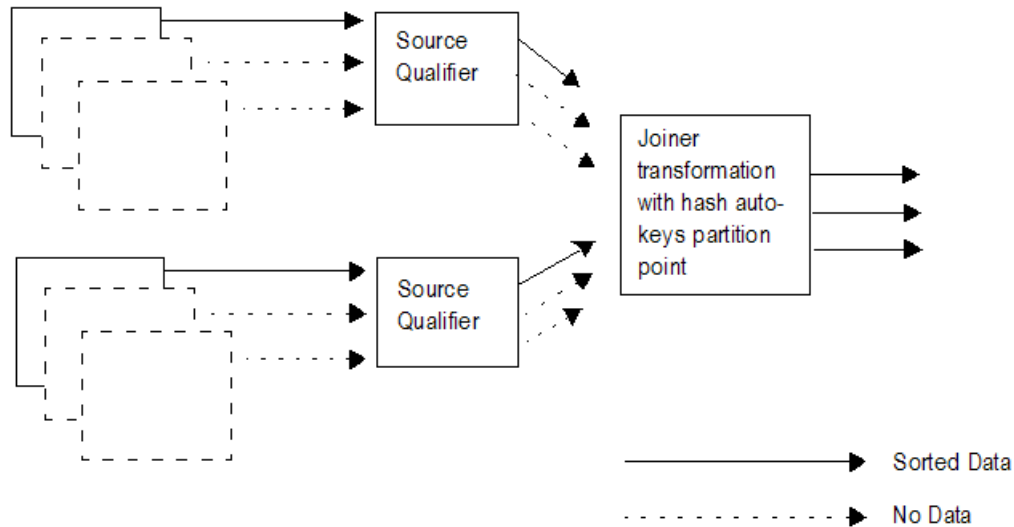 Source
Qualifier
Joiner
transformation
with hash auto-
keys partition
point
Source
Qualifier
Sorted Data
No Data